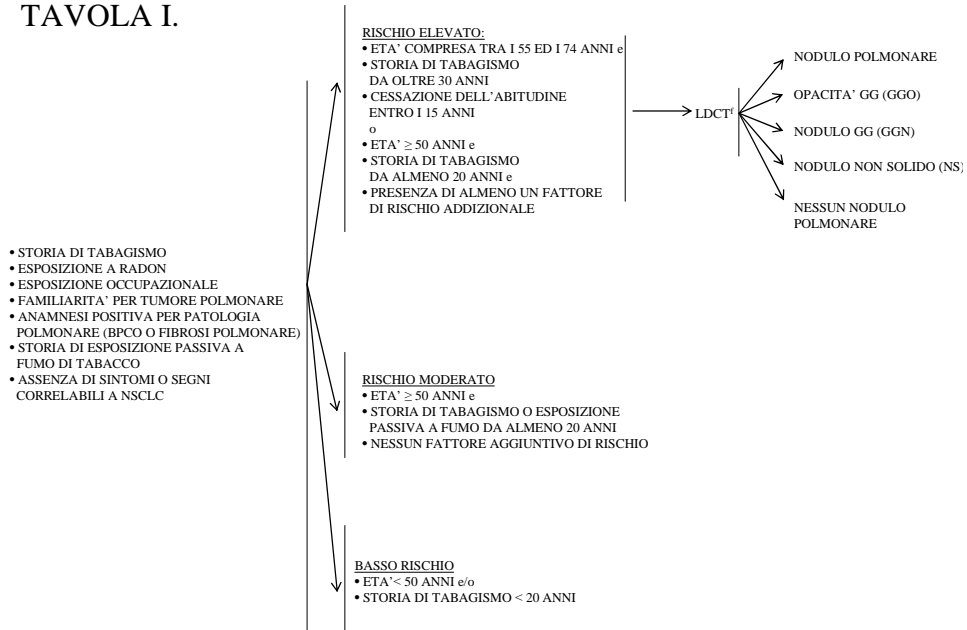 TAVOLA I.
• STORIA DI TABAGISMO
• ESPOSIZIONE A RADON
• ESPOSIZIONE OCCUPAZIONALE
• FAMILIARITA' PER TUMORE POLMONARE
• ANAMNESI POSITIVA PER PATOLOGIA
POLMONARE (BPCO O FIBROSI POLMONARE)
• STORIA DI ESPOSIZIONE PASSIVA A
FUMO DI TABACCO
• ASSENZA DI SINTOMI O SEGNI
CORRELABILI A NSCLC
RISCHIO ELEVATO:
• ETA' COMPRESA TRA I 55 ED I 74 ANNI e
• STORIA DI TABAGISMO
DA OLTRE 30 ANNI
• CESSAZIONE DELL'ABITUDINE
ENTRO I 15 ANNI
o
• ETA' ≥ 50 ANNI e
• STORIA DI TABAGISMO
DA ALMENO 20 ANNI e
• PRESENZA DI ALMENO UN FATTORE
DI RISCHIO ADDIZIONALE
LDCTᶠ
NODULO POLMONARE
OPACITA' GG (GGO)
NODULO GG (GGN)
NODULO NON SOLIDO (NS)
NESSUN NODULO
POLMONARE
RISCHIO MODERATO
• ETA' ≥ 50 ANNI e
• STORIA DI TABAGISMO O ESPOSIZIONE
PASSIVA A FUMO DA ALMENO 20 ANNI
• NESSUN FATTORE AGGIUNTIVO DI RISCHIO
BASSO RISCHIO
• ETA'< 50 ANNI e/o
• STORIA DI TABAGISMO < 20 ANNI